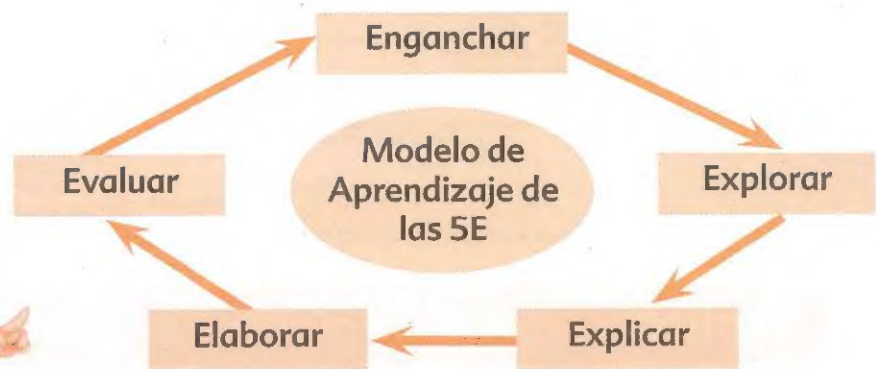 Enganchar
Explorar
Explicar
Elaborar
Evaluar
Modelo de
Aprendizaje de
las 5E